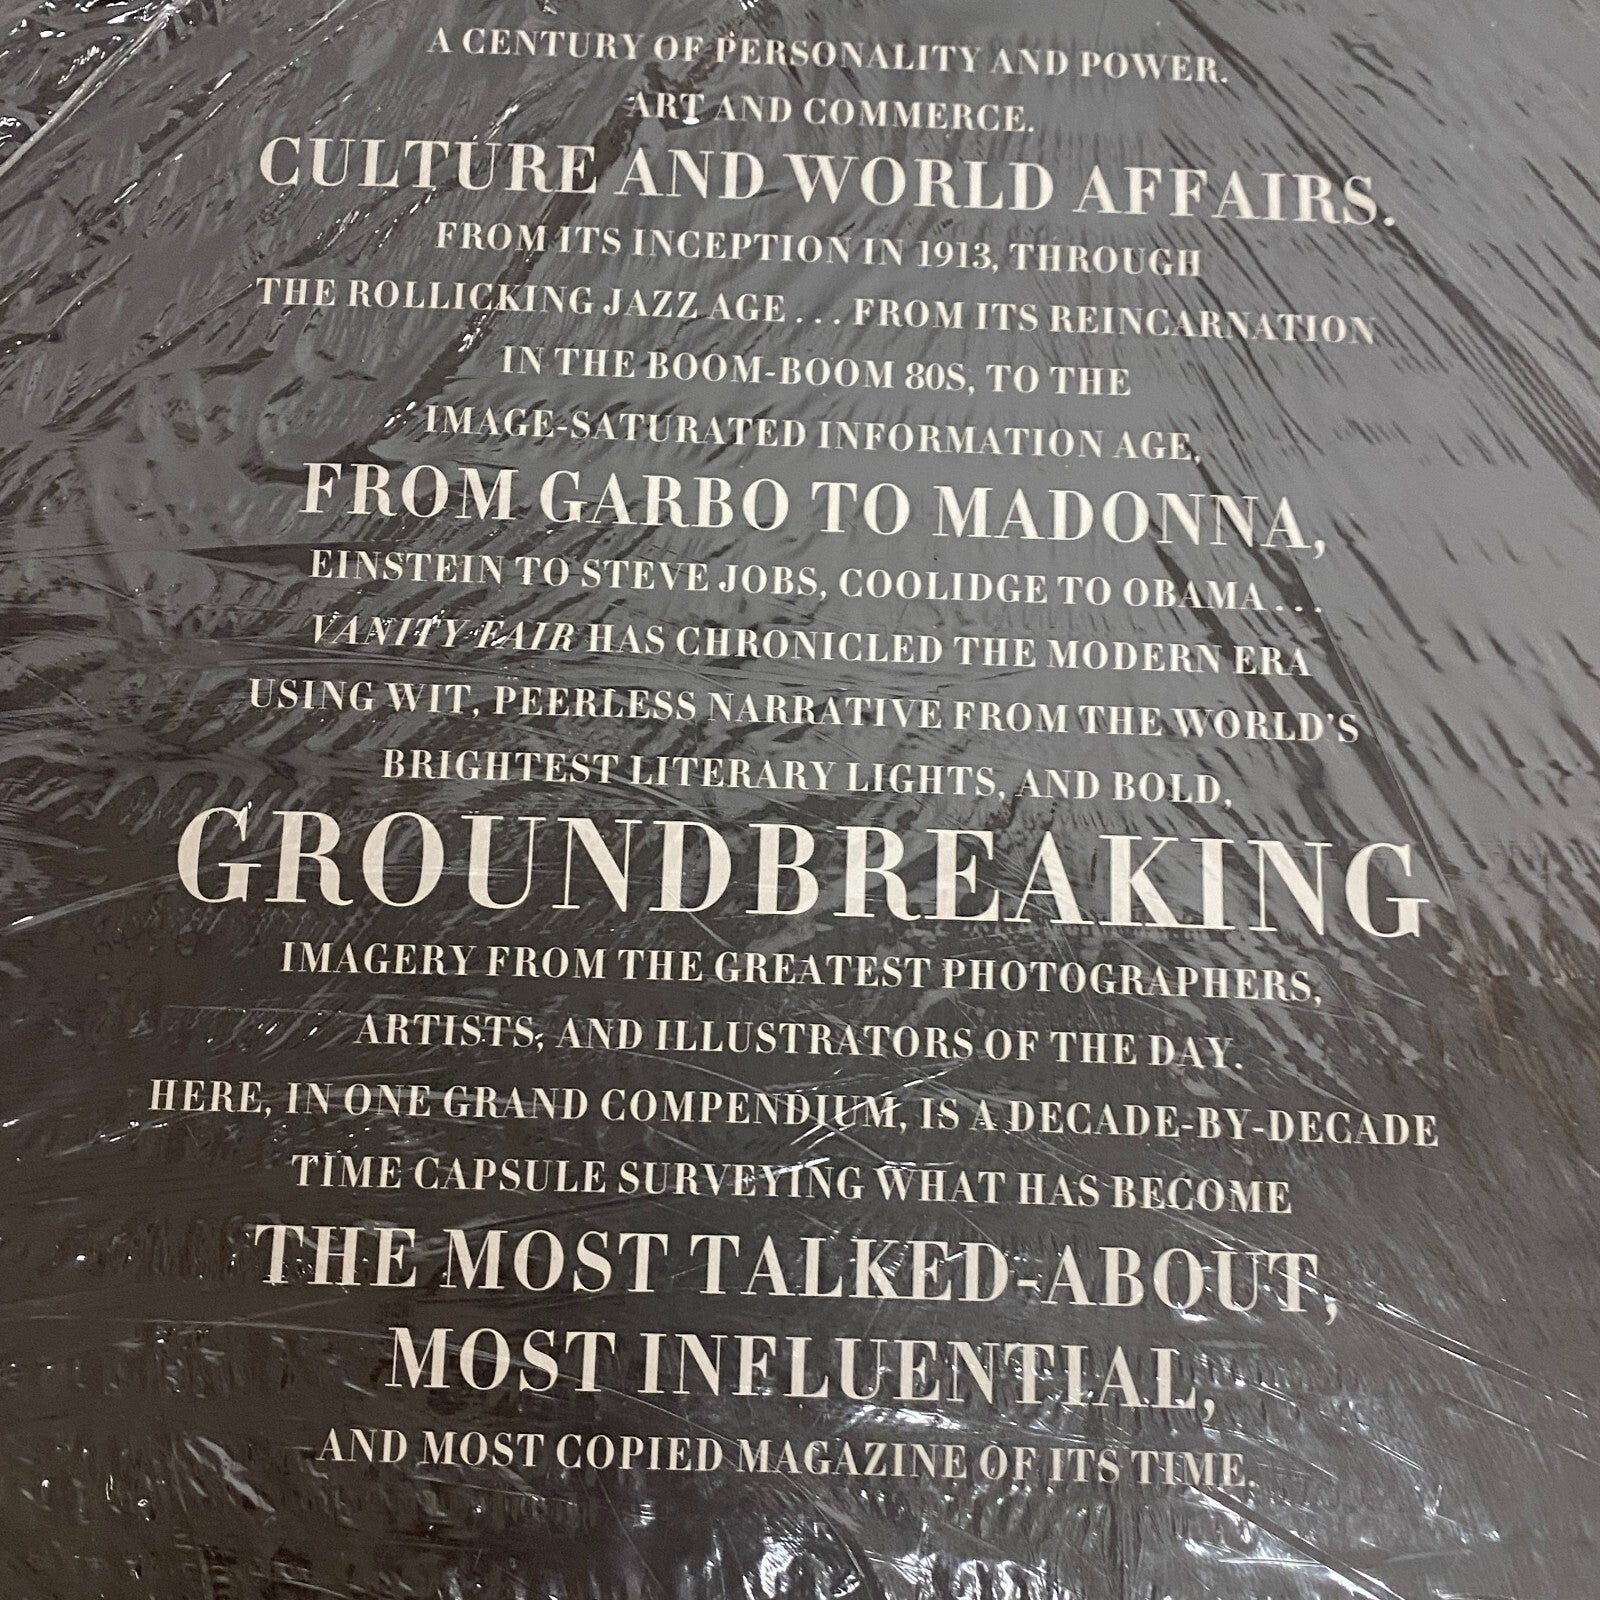 A CENTURY OF PERSONALITY AND POWER.
ART AND COMMERCE.
CULTURE AND WORLD AFFAIRS.
FROM ITS INCEPTION IN 1913, THROUGH
THE ROLLICKING JAZZ AGE . . . FROM ITS REINCARNATION
IN THE BOOM-BOOM 80S, TO THE
IMAGE-SATURATED INFORMATION AGE,
FROM GARBO TO MADONNA,
EINSTEIN TO STEVE JOBS, COOLIDGE TO OBAMA . . .
VANITY FAIR HAS CHRONICLED THE MODERN ERA
USING WIT, PEERLESS NARRATIVE FROM THE WORLD'S
BRIGHTEST LITERARY LIGHTS, AND BOLD,
GROUNDBREAKING
IMAGERY FROM THE GREATEST PHOTOGRAPHERS,
ARTISTS, AND ILLUSTRATORS OF THE DAY.
HERE, IN ONE GRAND COMPENDIUM, IS A DECADE-BY-DECADE
TIME CAPSULE SURVEYING WHAT HAS BECOME
THE MOST TALKED-ABOUT,
MOST INFLUENTIAL,
AND MOST COPIED MAGAZINE OF ITS TIME.